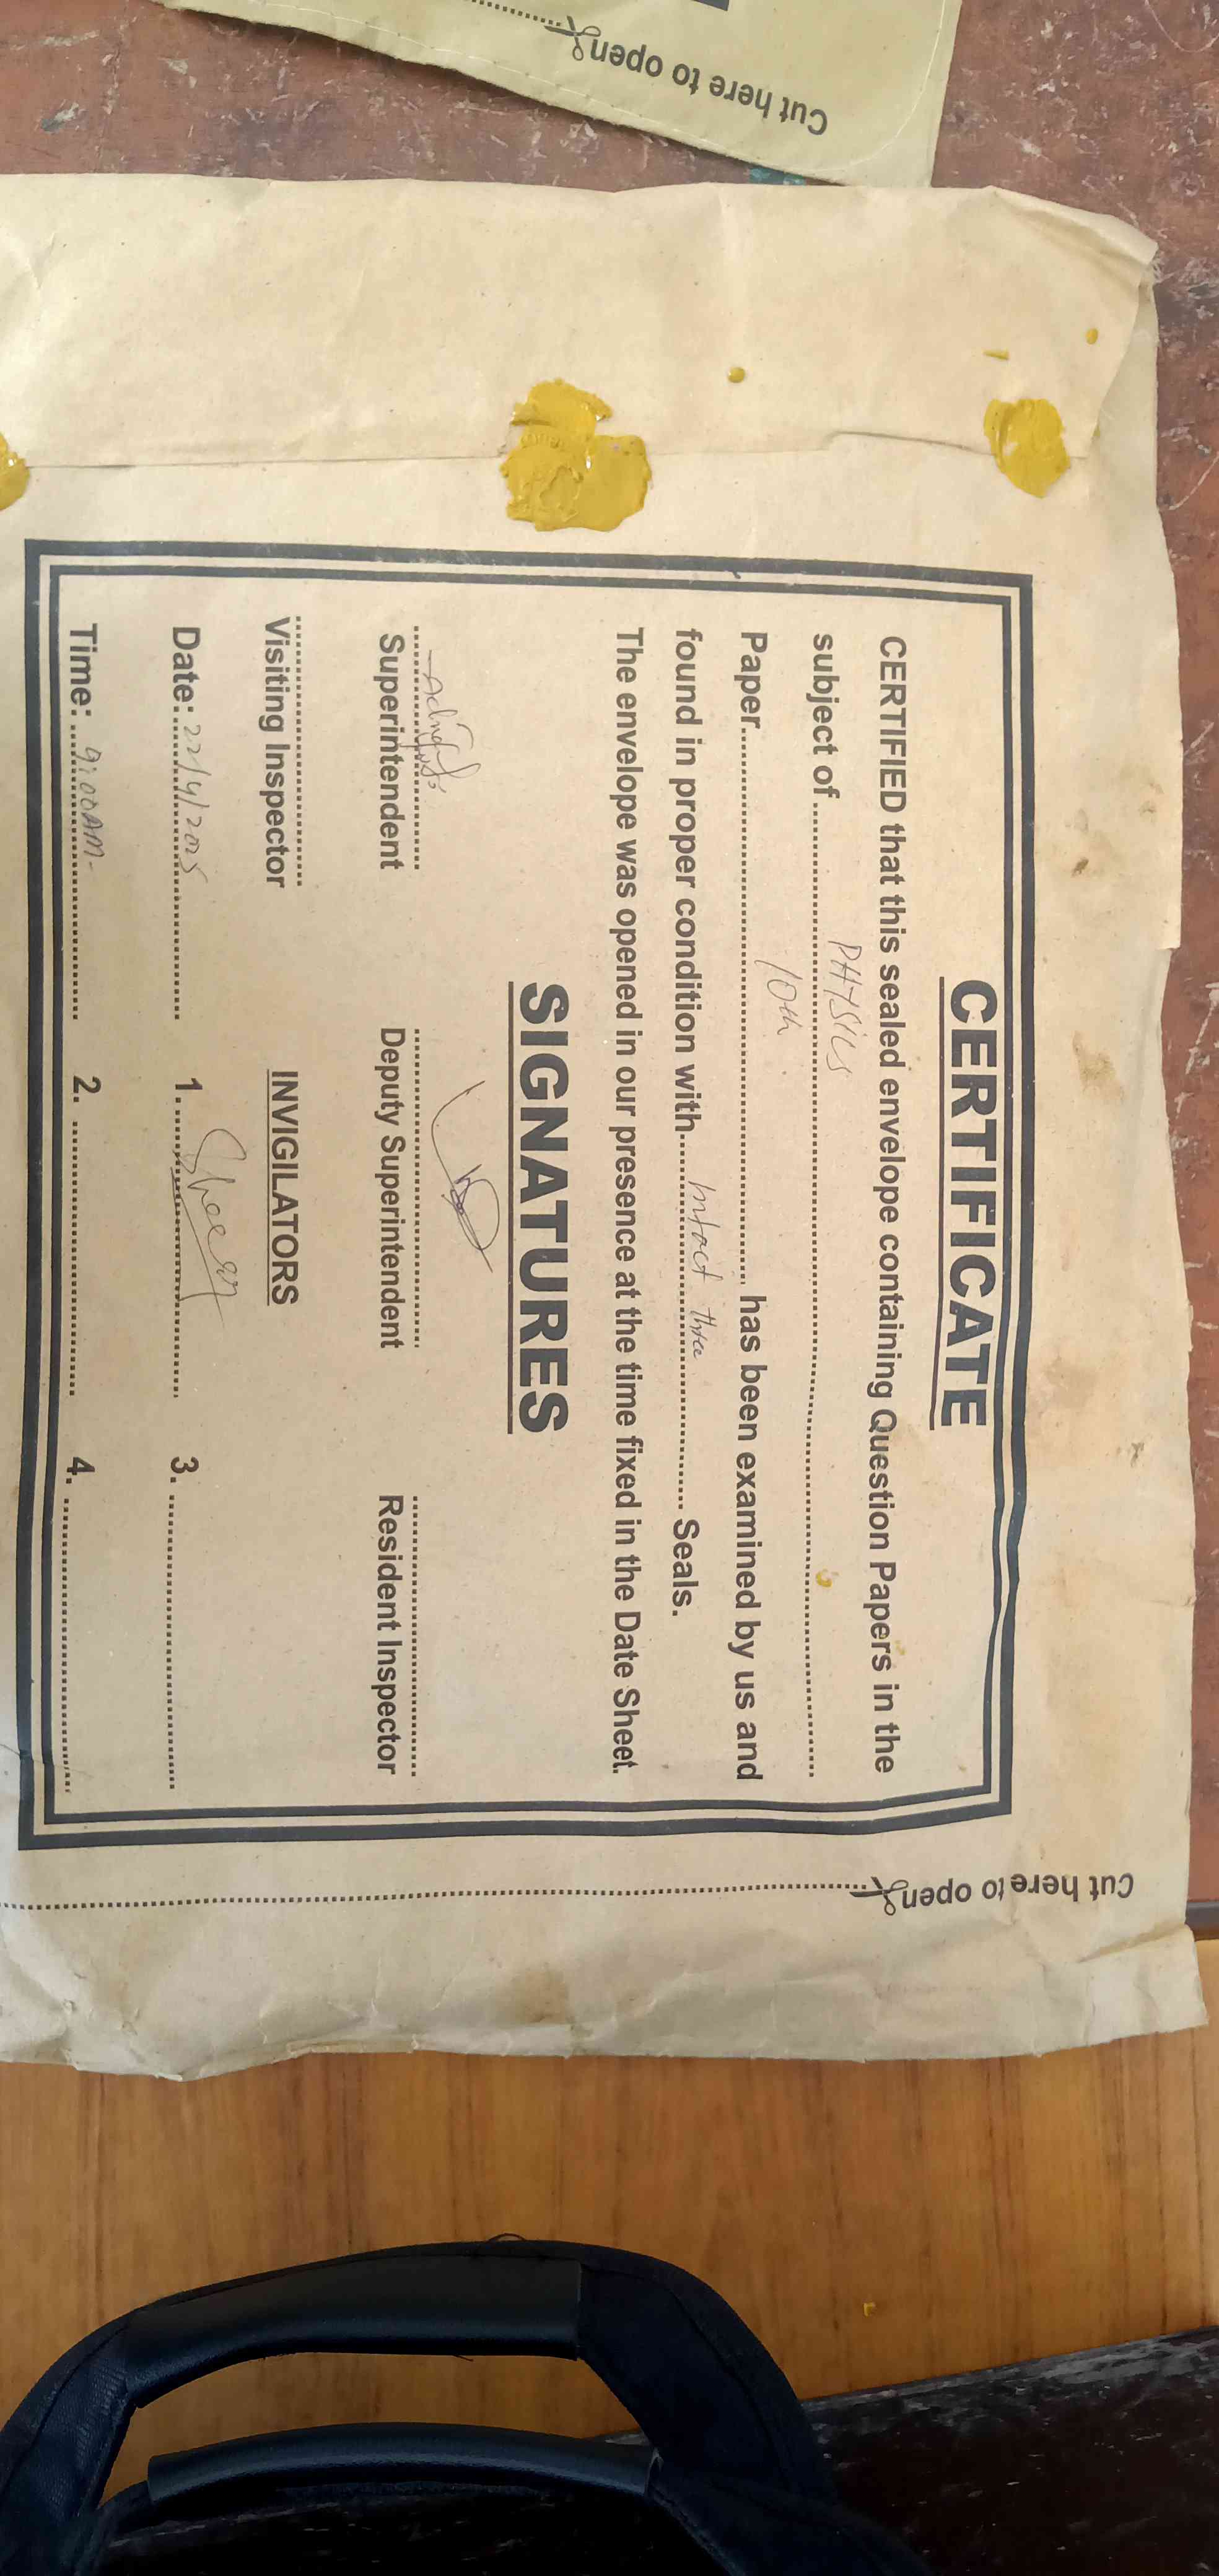 Cut here to open
CERTIFICATE
CERTIFIED that this sealed envelope containing Question Papers in the
subject of PHYSICS
Paper 10th has been examined by us and
found in proper condition with intact three Seals.
The envelope was opened in our presence at the time fixed in the Date Sheet.
SIGNATURES
Superintendent Deputy Superintendent Resident Inspector
Visiting Inspector INVIGILATORS
Date: 22/4/2025 1. 3.
Time: 9:00AM- 2. 4.
Cut here to open